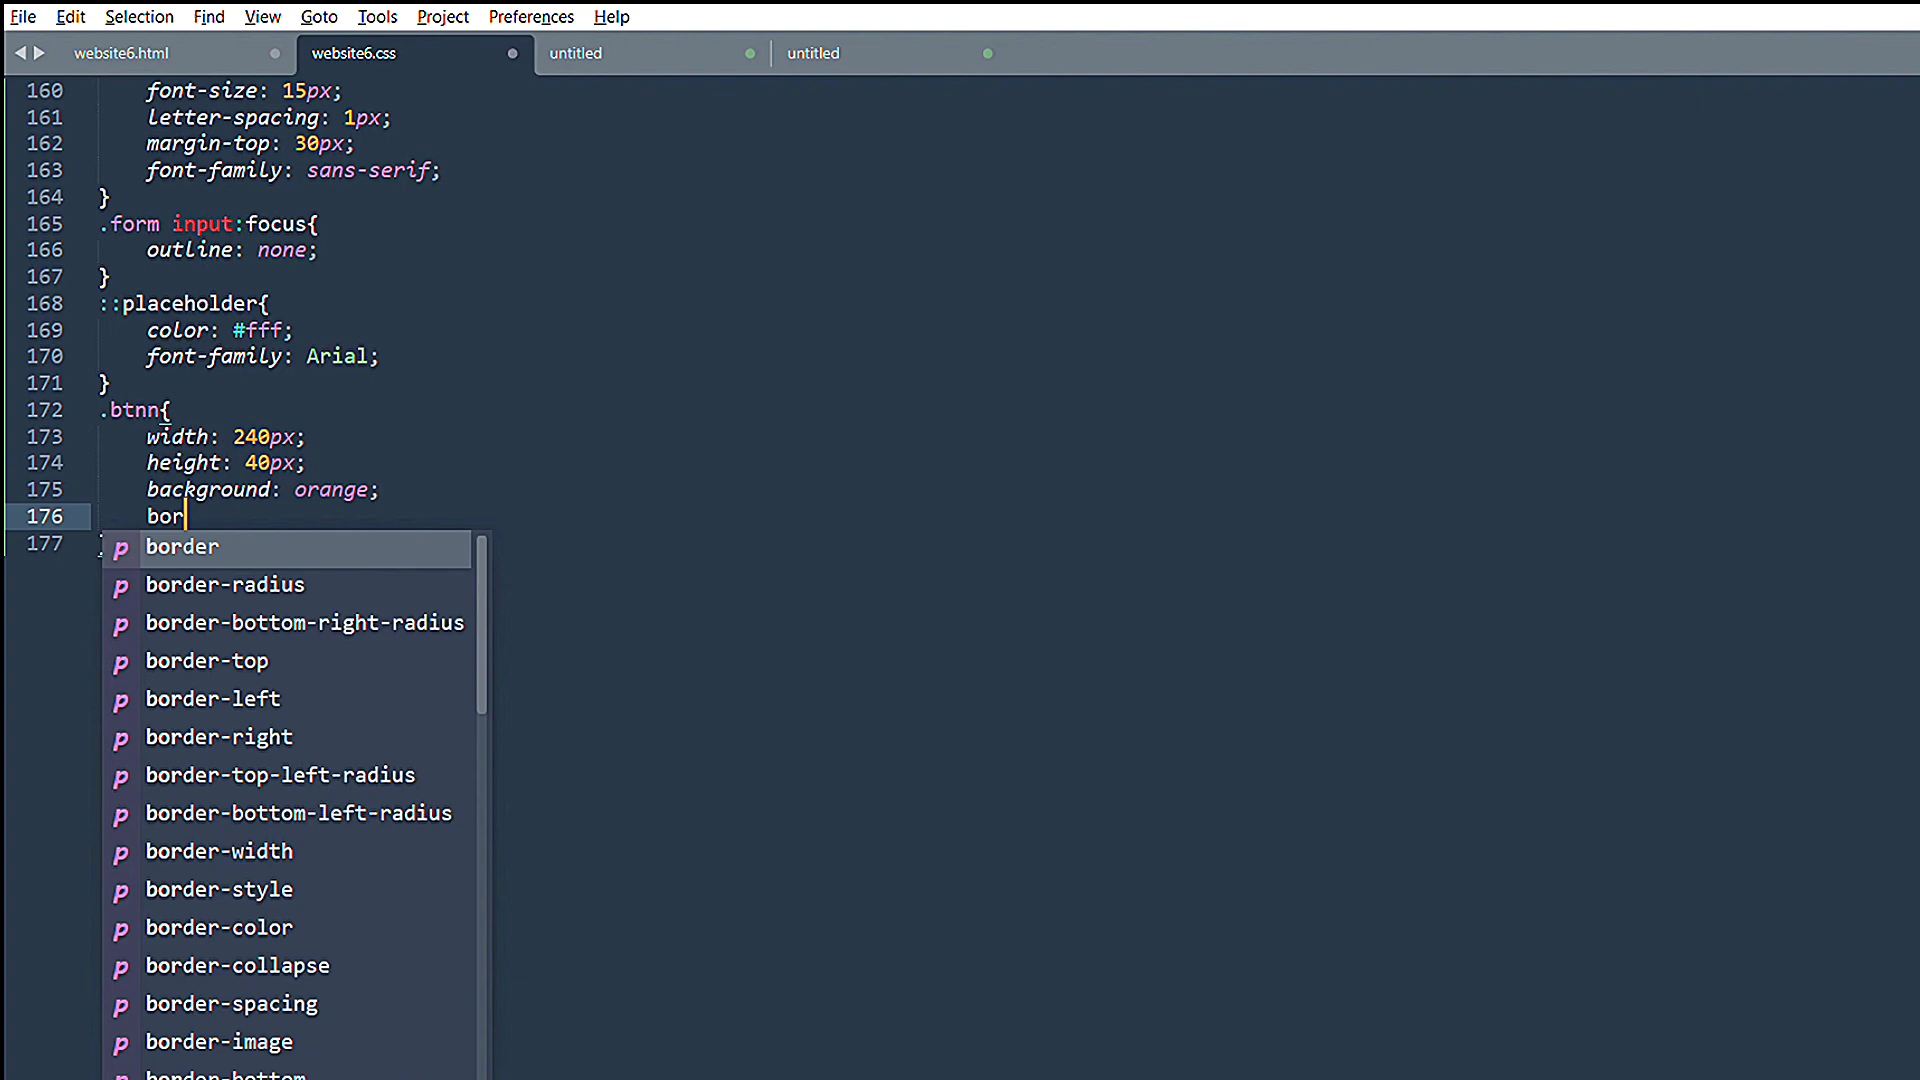 File Edit Selection Find View Goto Tools Project Preferences Help
website6.html website6.css untitled untitled
160 font-size: 15px;
161 letter-spacing: 1px;
162 margin-top: 30px;
163 font-family: sans-serif;
164 }
165 .form input:focus{
166 outline: none;
167 }
168 ::placeholder{
169 color: #fff;
170 font-family: Arial;
171 }
172 .btnn{
173 width: 240px;
174 height: 40px;
175 background: orange;
176 bor
177
p border
p border-radius
p border-bottom-right-radius
p border-top
p border-left
p border-right
p border-top-left-radius
p border-bottom-left-radius
p border-width
p border-style
p border-color
p border-collapse
p border-spacing
p border-image
p border-bottom